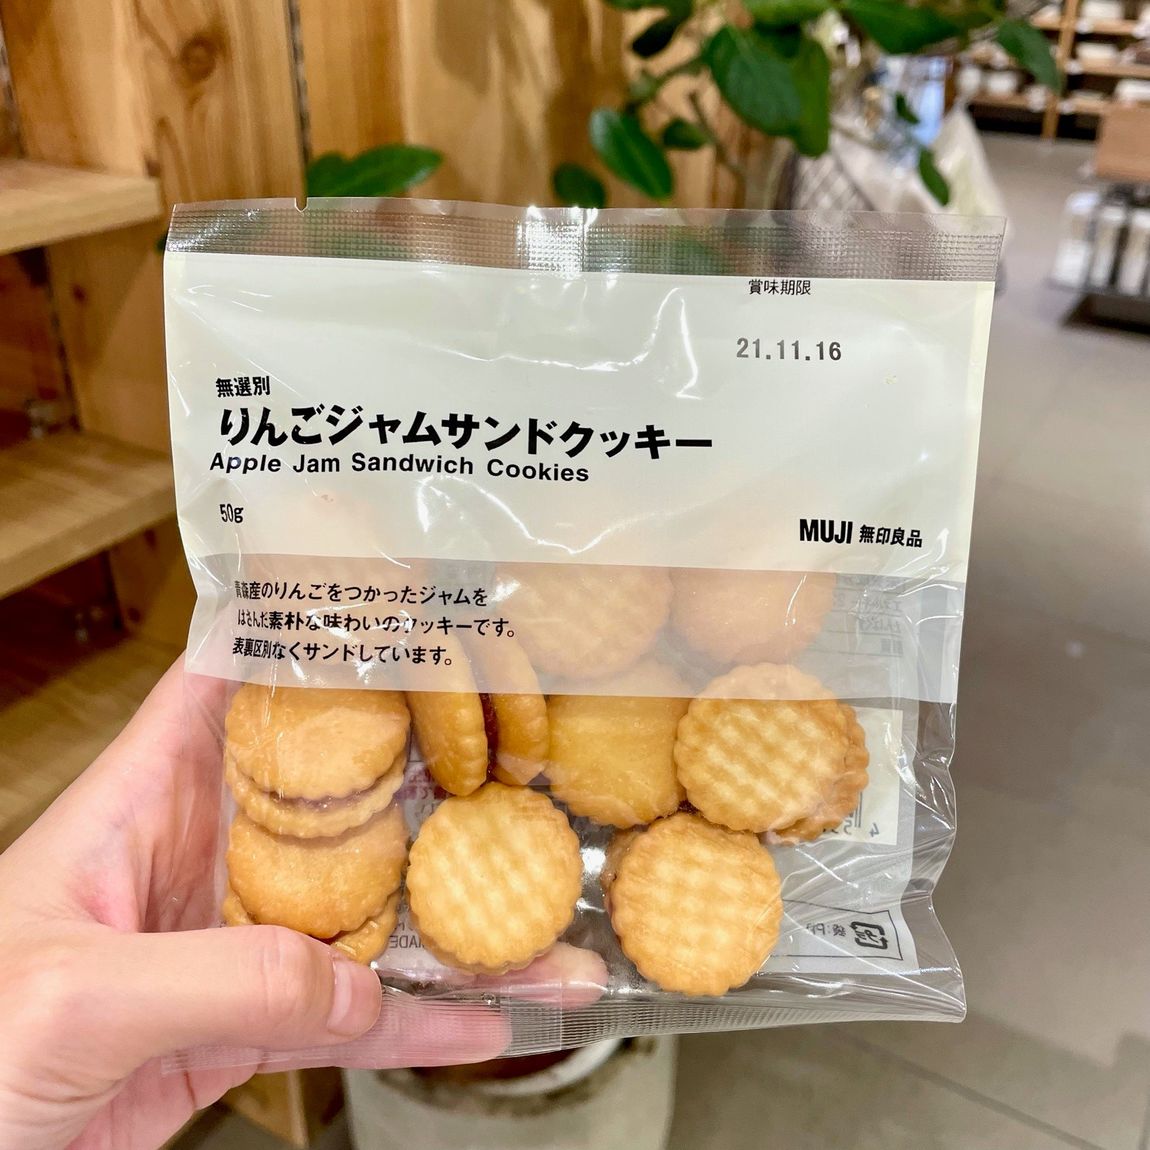 賞味期限
21.11.16
無選別
りんごジャムサンドクッキー
Apple Jam Sandwich Cookies
50g
MUJI 無印良品
青森産のりんごをつかったジャムを
はさんだ素朴な味わいのクッキーです。
表裏区別なくサンドしています。